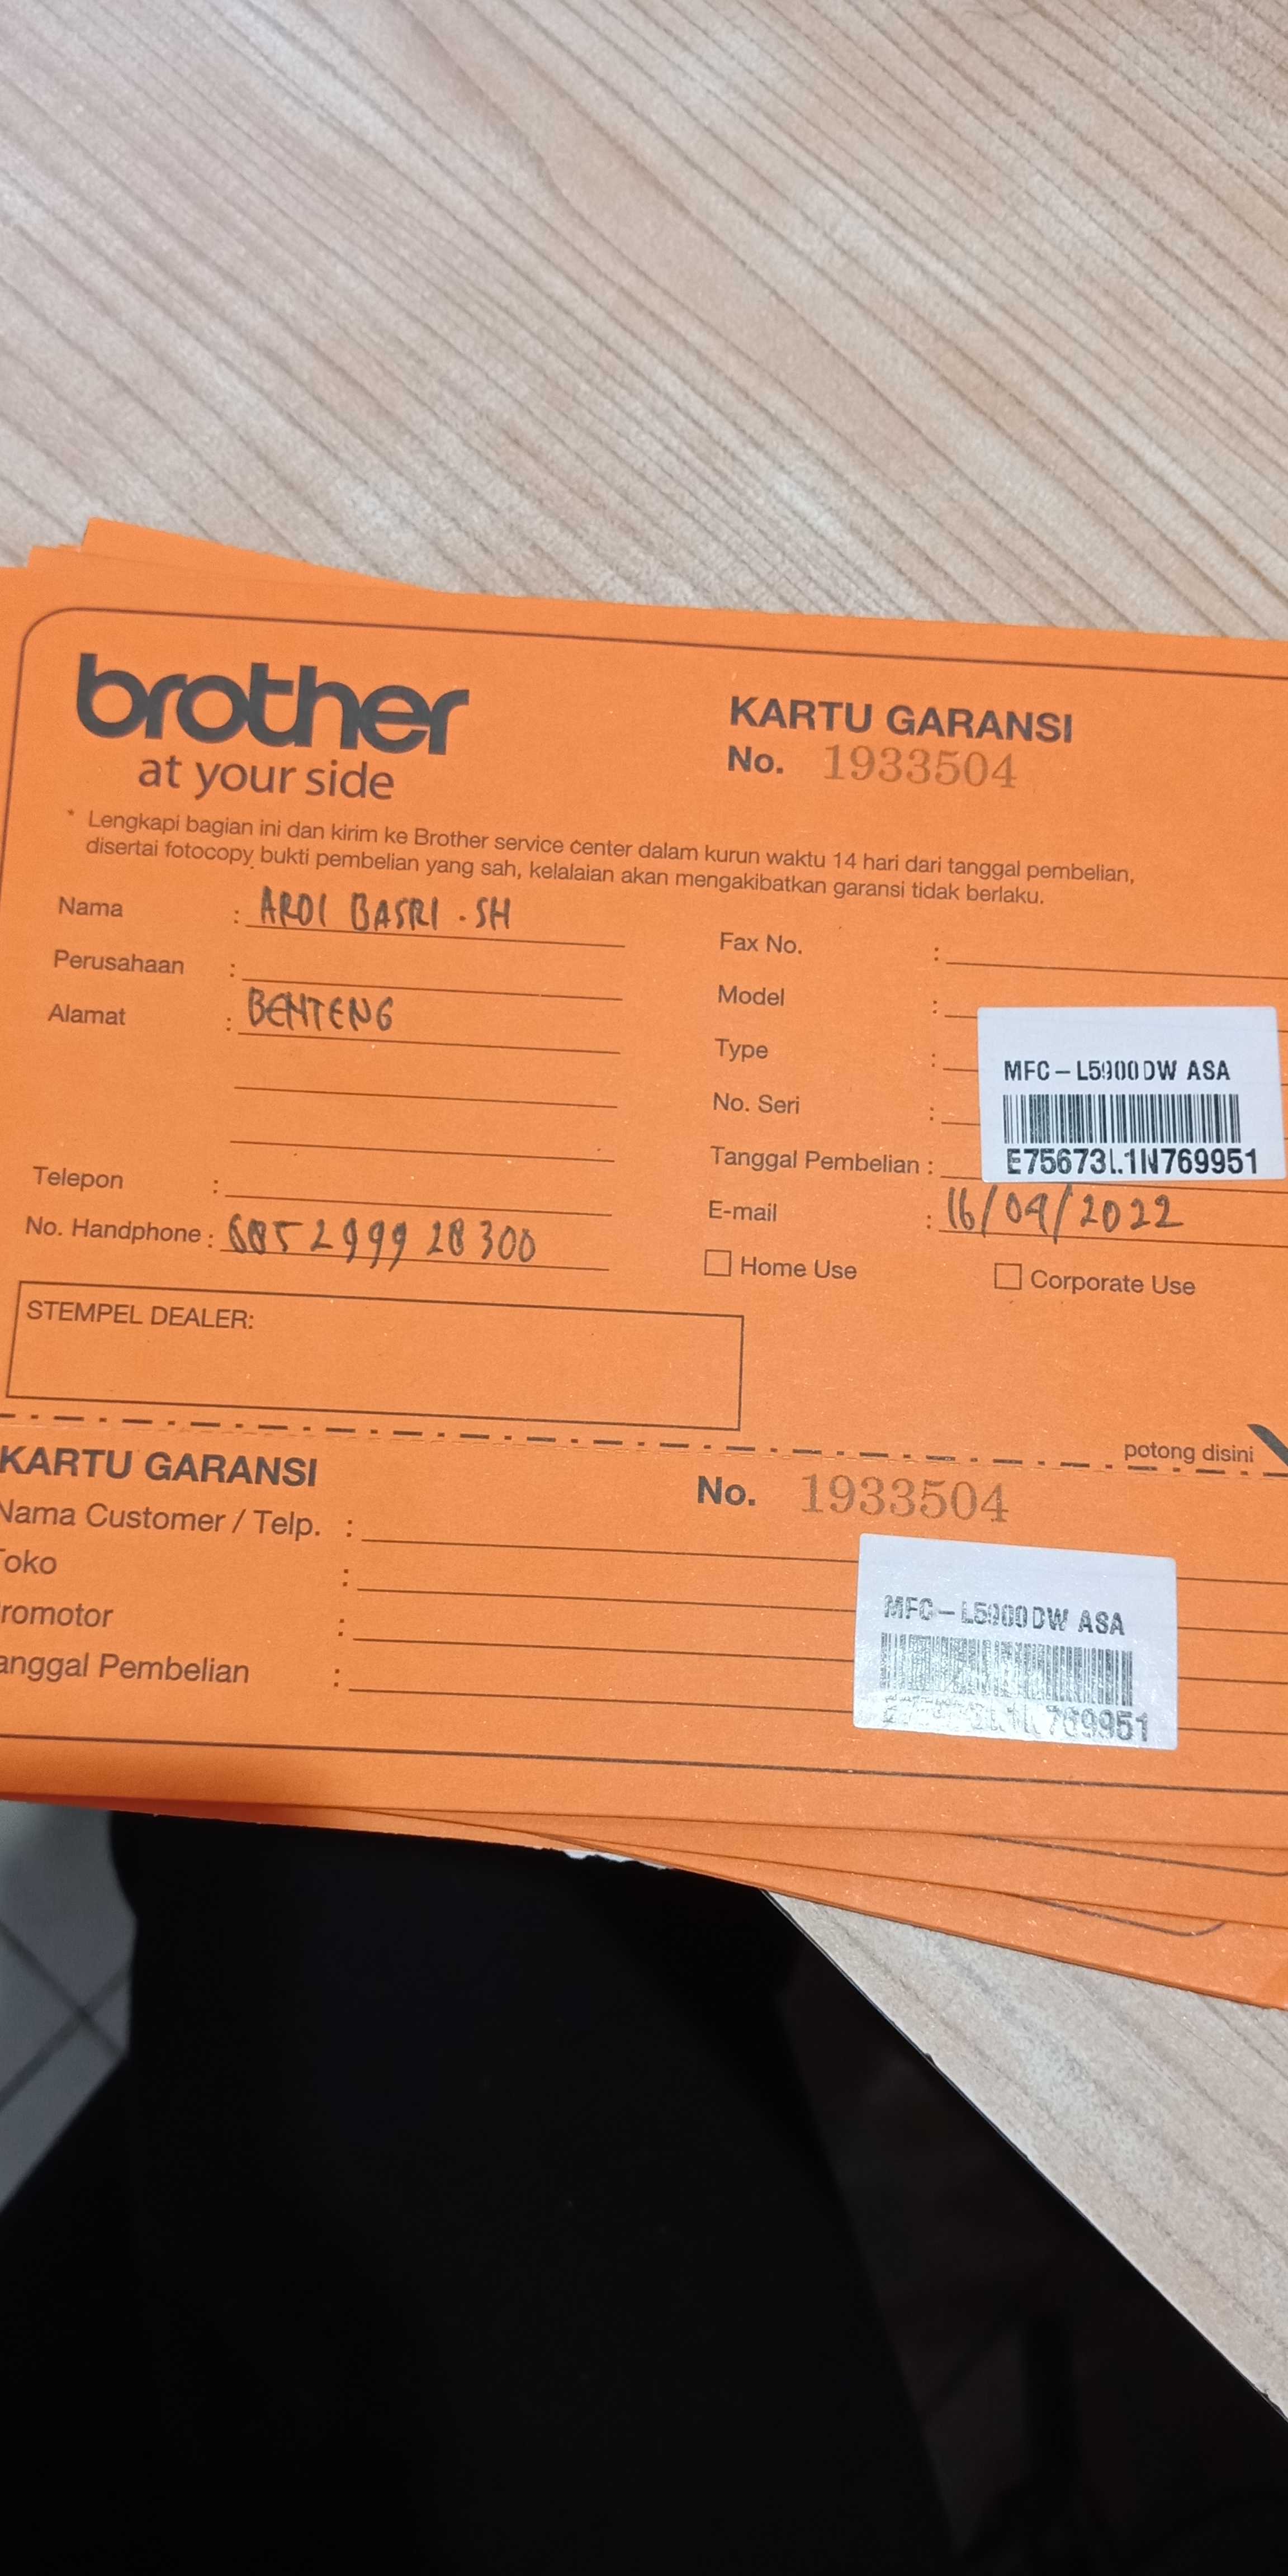 brother
at your side
KARTU GARANSI
No. 1933504
* Lengkapi bagian ini dan kirim ke Brother service center dalam kurun waktu 14 hari dari tanggal pembelian,
disertai fotocopy bukti pembelian yang sah, kelalaian akan mengakibatkan garansi tidak berlaku.
Nama : ARDI BASRI . SH
Perusahaan :
Alamat : BENTENG
Telepon :
No. Handphone :
Fax No. :
Model :
Type :
No. Seri :
Tanggal Pembelian :
MFC-L5900DW ASA
E75673L1N769951
E-mail : 16/09/2022
Home Use
Corporate Use
STEMPEL DEALER:
potong disini
KARTU GARANSI
No. 1933504
Nama Customer / Telp. :
oko :
romotor :
anggal Pembelian :
MFC-L5900DW ASA
769951